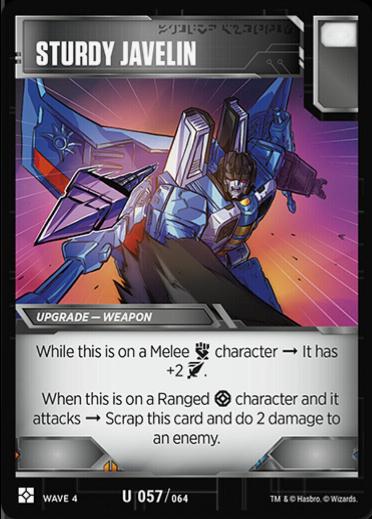 STURDY JAVELIN
UPGRADE — WEAPON
While this is on a Melee character → It has
+2 .
When this is on a Ranged character and it
attacks → Scrap this card and do 2 damage to
an enemy.
WAVE 4
U 057/064
TM & © Hasbro. © Wizards.